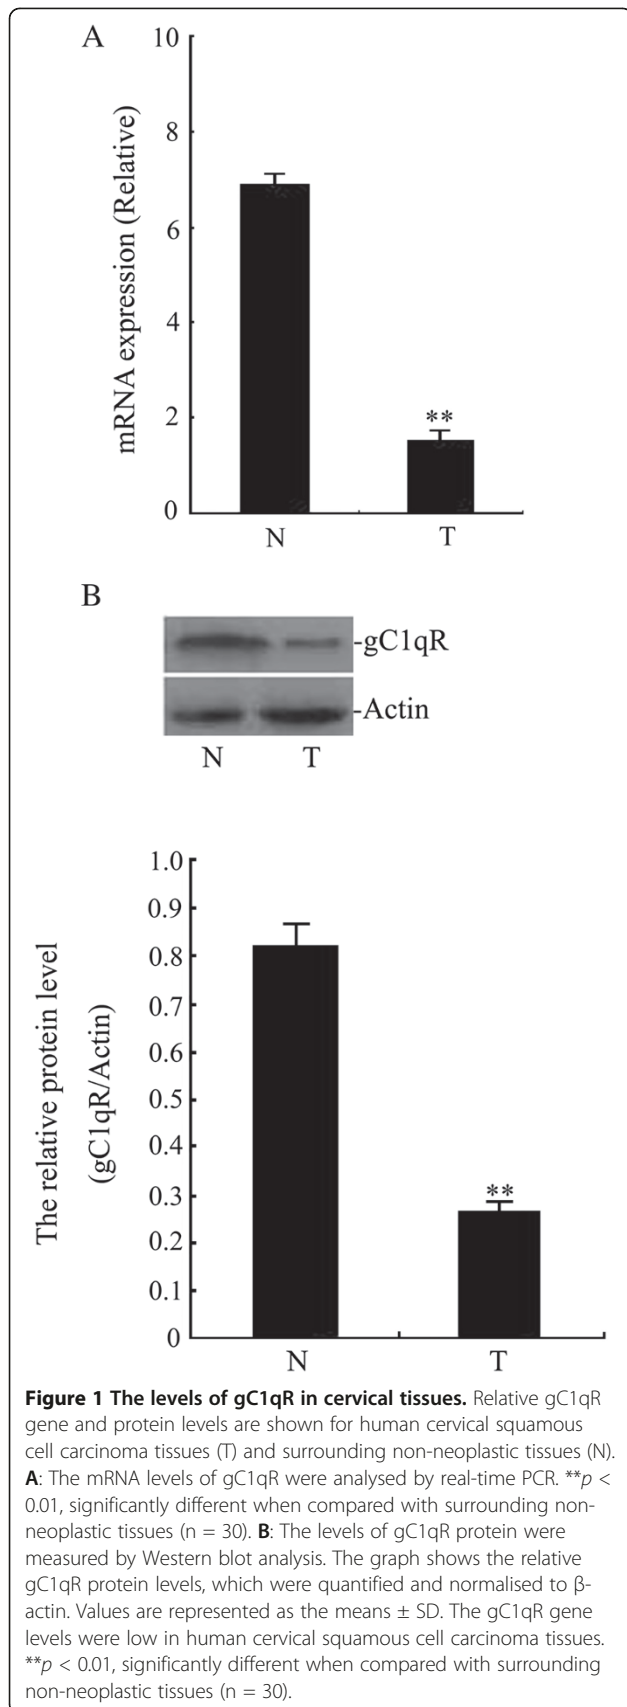 A
10
8
6
4
2
0
mRNA expression (Relative)
**
N
T
B
-gC1qR
-Actin
N
T
1.0
0.9
0.8
0.7
0.6
0.5
0.4
0.3
0.2
0.1
0
The relative protein level
(gC1qR/Actin)
**
N
T
Figure 1 The levels of gC1qR in cervical tissues. Relative gC1qR
gene and protein levels are shown for human cervical squamous
cell carcinoma tissues (T) and surrounding non-neoplastic tissues (N).
A: The mRNA levels of gC1qR were analysed by real-time PCR. **p <
0.01, significantly different when compared with surrounding non-
neoplastic tissues (n = 30). B: The levels of gC1qR protein were
measured by Western blot analysis. The graph shows the relative
gC1qR protein levels, which were quantified and normalised to β-
actin. Values are represented as the means ± SD. The gC1qR gene
levels were low in human cervical squamous cell carcinoma tissues.
**p < 0.01, significantly different when compared with surrounding
non-neoplastic tissues (n = 30).